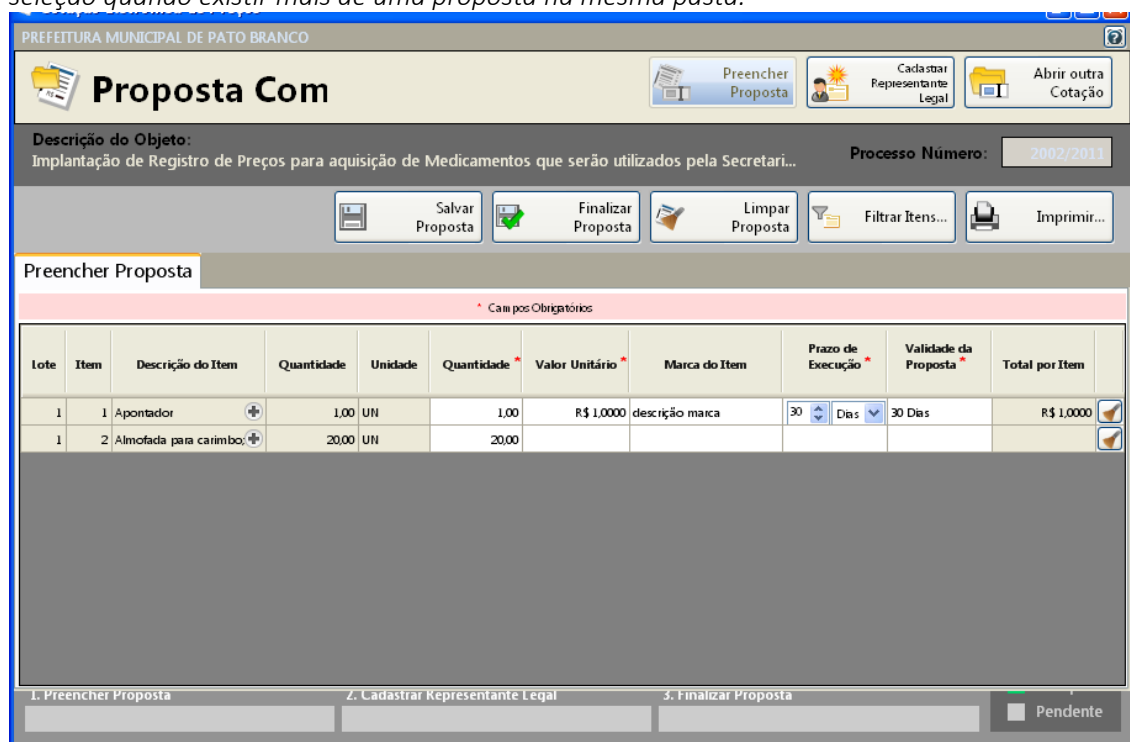 seleção quando existir mais de uma proposta na mesma pasta.
PREFEITURA MUNICIPAL DE PATO BRANCO
Proposta Com
Preencher
Proposta
Cadastrar
Representante
Legal
Abrir outra
Cotação
Descrição do Objeto:
Implantação de Registro de Preços para aquisição de Medicamentos que serão utilizados pela Secretari...
Processo Número: 2002/2011
Salvar
Proposta
Finalizar
Proposta
Limpar
Proposta
Filtrar Itens...
Imprimir...
Preencher Proposta
* Campos Obrigatórios
Lote Item Descrição do Item Quantidade Unidade Quantidade * Valor Unitário * Marca do Item Prazo de Execução * Validade da Proposta * Total por Item
1 1 Apontador 1,00 UN 1,00 R$ 1,0000 descrição marca 30 Dias 30 Dias R$ 1,0000
1 2 Almofada para carimbo; 20,00 UN 20,00
1. Preencher Proposta 2. Cadastrar Representante Legal 3. Finalizar Proposta
Pendente